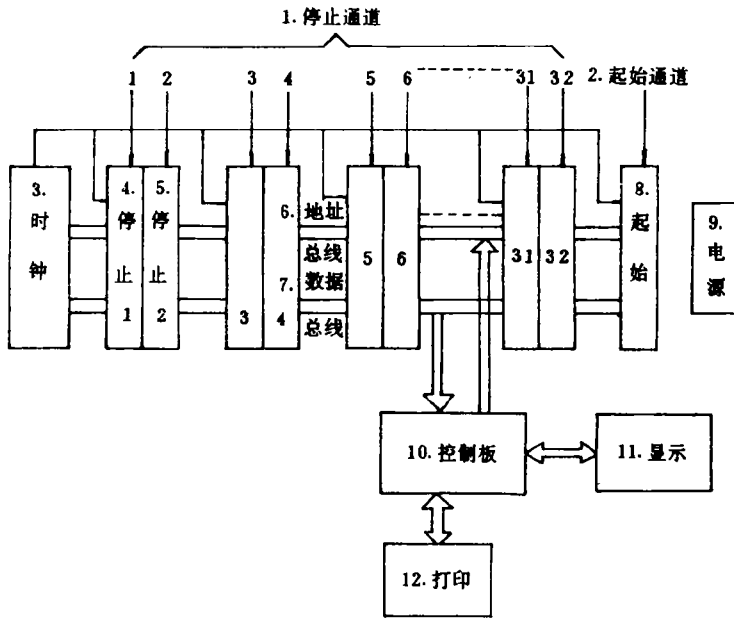 1.停止通道
1 2 3 4 5 6 31 32 2.起始通道
3.时钟
4.停止1
5.停止2
3
4
6.地址总线
7.数据总线
5
6
31
32
8.起始
9.电源
10.控制板
11.显示
12.打印